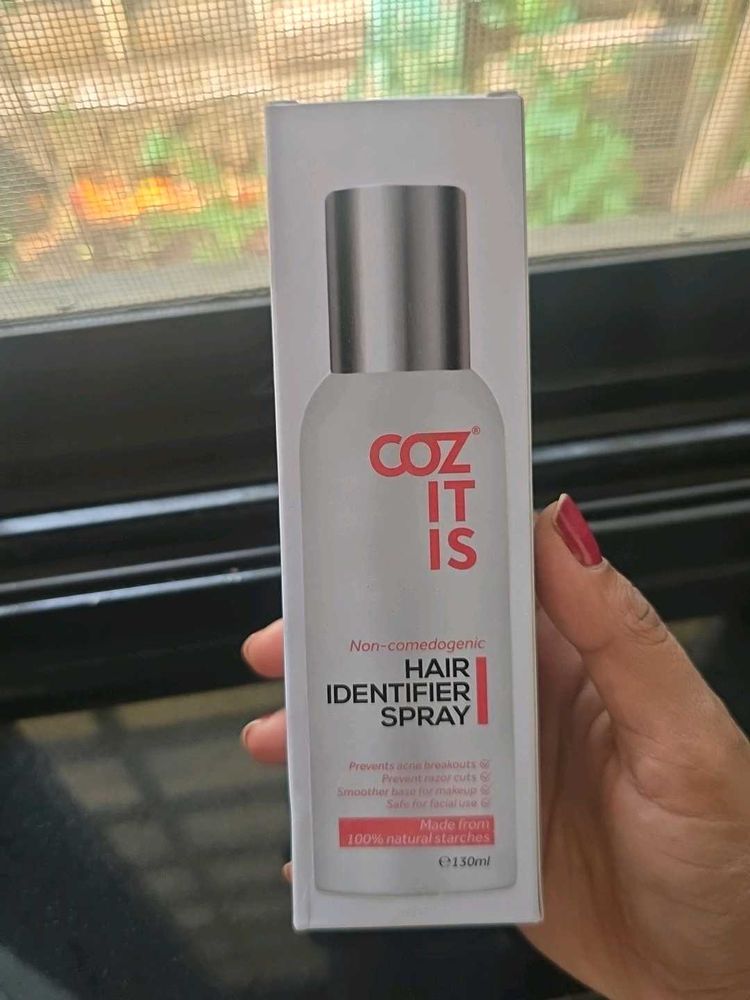 COZ®
IT
IS
Non-comedogenic
HAIR
IDENTIFIER
SPRAY
Prevents acne breakouts
Prevent razor cuts
Smoother base for makeup
Safe for facial use
Made from
100% natural starches
℮130ml